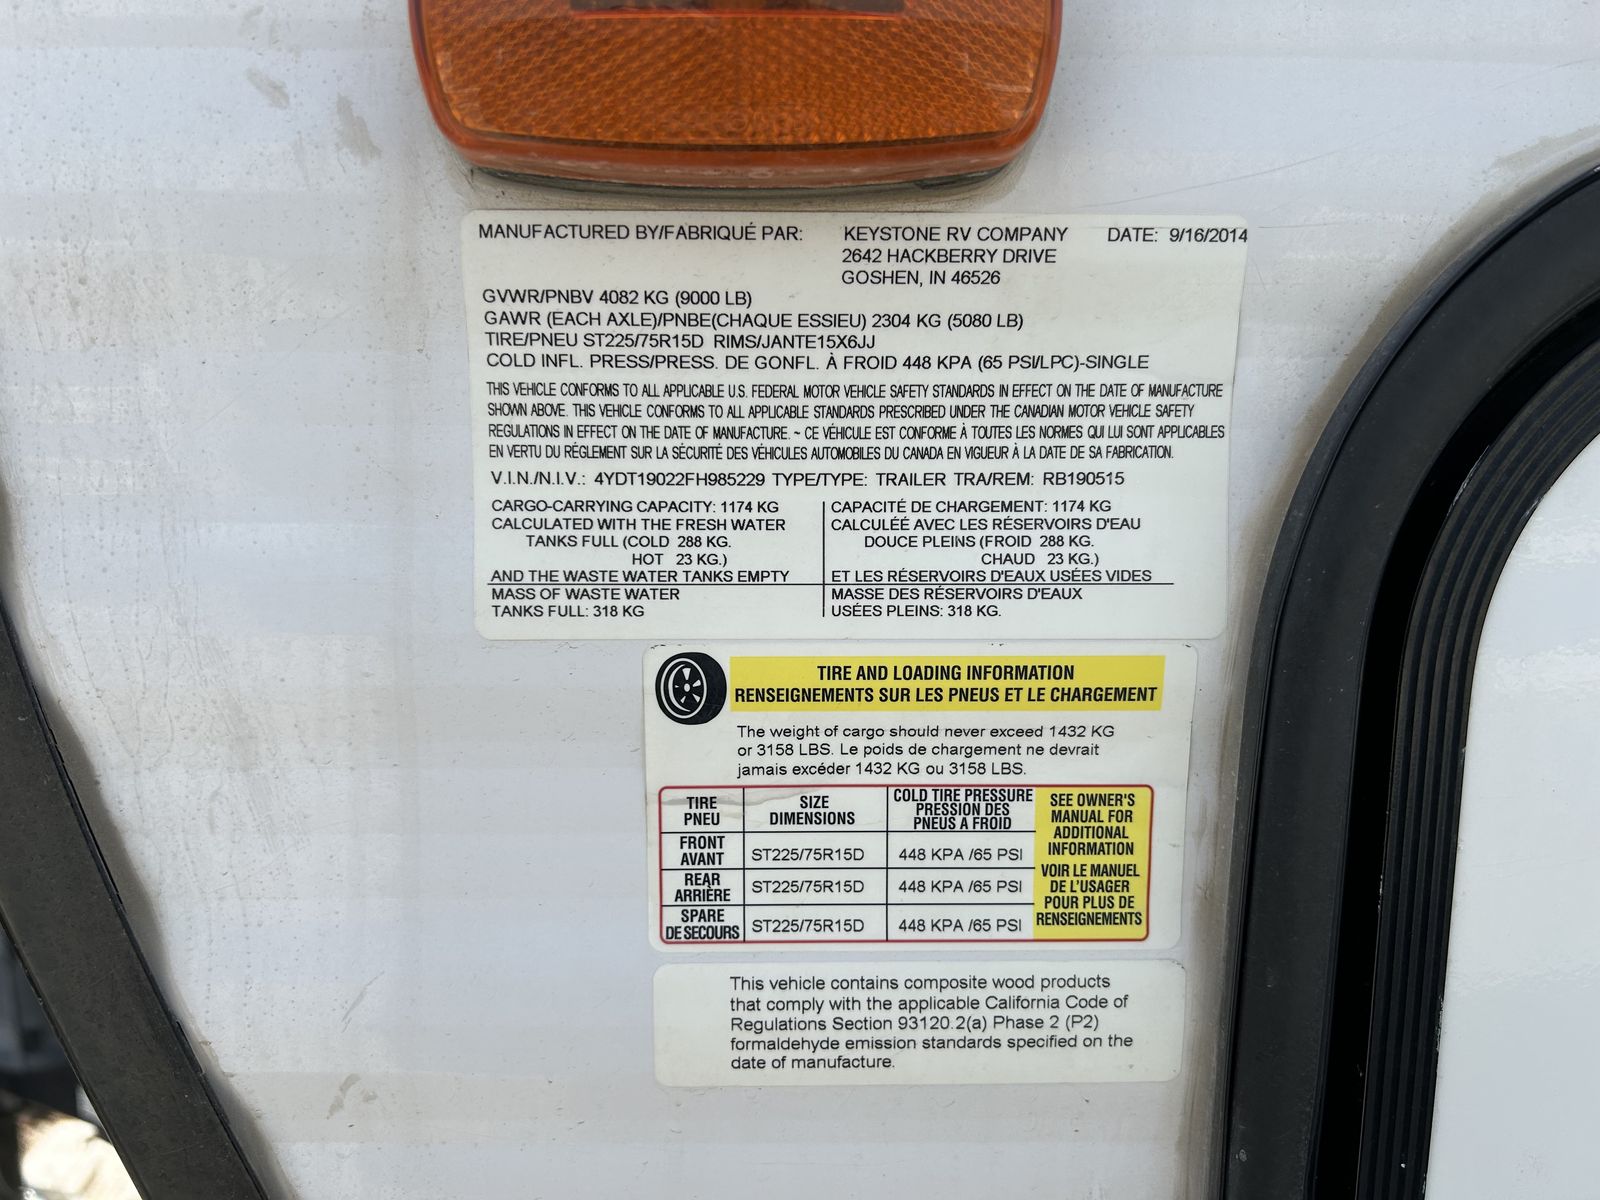 MANUFACTURED BY/FABRIQUÉ PAR: KEYSTONE RV COMPANY DATE: 9/16/2014
2642 HACKBERRY DRIVE
GOSHEN, IN 46526
GVWR/PNBV 4082 KG (9000 LB)
GAWR (EACH AXLE)/PNBE(CHAQUE ESSIEU) 2304 KG (5080 LB)
TIRE/PNEU ST225/75R15D RIMS/JANTE15X6JJ
COLD INFL. PRESS/PRESS. DE GONFL. À FROID 448 KPA (65 PSI/LPC)-SINGLE
THIS VEHICLE CONFORMS TO ALL APPLICABLE U.S. FEDERAL MOTOR VEHICLE SAFETY STANDARDS IN EFFECT ON THE DATE OF MANUFACTURE
SHOWN ABOVE. THIS VEHICLE CONFORMS TO ALL APPLICABLE STANDARDS PRESCRIBED UNDER THE CANADIAN MOTOR VEHICLE SAFETY
REGULATIONS IN EFFECT ON THE DATE OF MANUFACTURE. ~ CE VÉHICULE EST CONFORME À TOUTES LES NORMES QUI LUI SONT APPLICABLES
EN VERTU DU RÉGLEMENT SUR LA SÉCURITÉ DES VÉHICULES AUTOMOBILES DU CANADA EN VIGUEUR À LA DATE DE SA FABRICATION.
V.I.N./N.I.V.: 4YDT19022FH985229 TYPE/TYPE: TRAILER TRA/REM: RB190515
CARGO-CARRYING CAPACITY: 1174 KG
CALCULATED WITH THE FRESH WATER
TANKS FULL (COLD 288 KG.
HOT 23 KG.)
AND THE WASTE WATER TANKS EMPTY
MASS OF WASTE WATER
TANKS FULL: 318 KG
CAPACITÉ DE CHARGEMENT: 1174 KG
CALCULÉÉ AVEC LES RÉSERVOIRS D'EAU
DOUCE PLEINS (FROID 288 KG.
CHAUD 23 KG.)
ET LES RÉSERVOIRS D'EAUX USÉES VIDES
MASSE DES RÉSERVOIRS D'EAUX
USÉES PLEINS: 318 KG.
TIRE AND LOADING INFORMATION
RENSEIGNEMENTS SUR LES PNEUS ET LE CHARGEMENT
The weight of cargo should never exceed 1432 KG
or 3158 LBS. Le poids de chargement ne devrait
jamais excéder 1432 KG ou 3158 LBS.
TIRE
PNEU
SIZE
DIMENSIONS
COLD TIRE PRESSURE
PRESSION DES
PNEUS A FROID
FRONT
AVANT
ST225/75R15D
448 KPA /65 PSI
REAR
ARRIÈRE
ST225/75R15D
448 KPA /65 PSI
SPARE
DE SECOURS
ST225/75R15D
448 KPA /65 PSI
SEE OWNER'S
MANUAL FOR
ADDITIONAL
INFORMATION
VOIR LE MANUEL
DE L'USAGER
POUR PLUS DE
RENSEIGNEMENTS
This vehicle contains composite wood products
that comply with the applicable California Code of
Regulations Section 93120.2(a) Phase 2 (P2)
formaldehyde emission standards specified on the
date of manufacture.